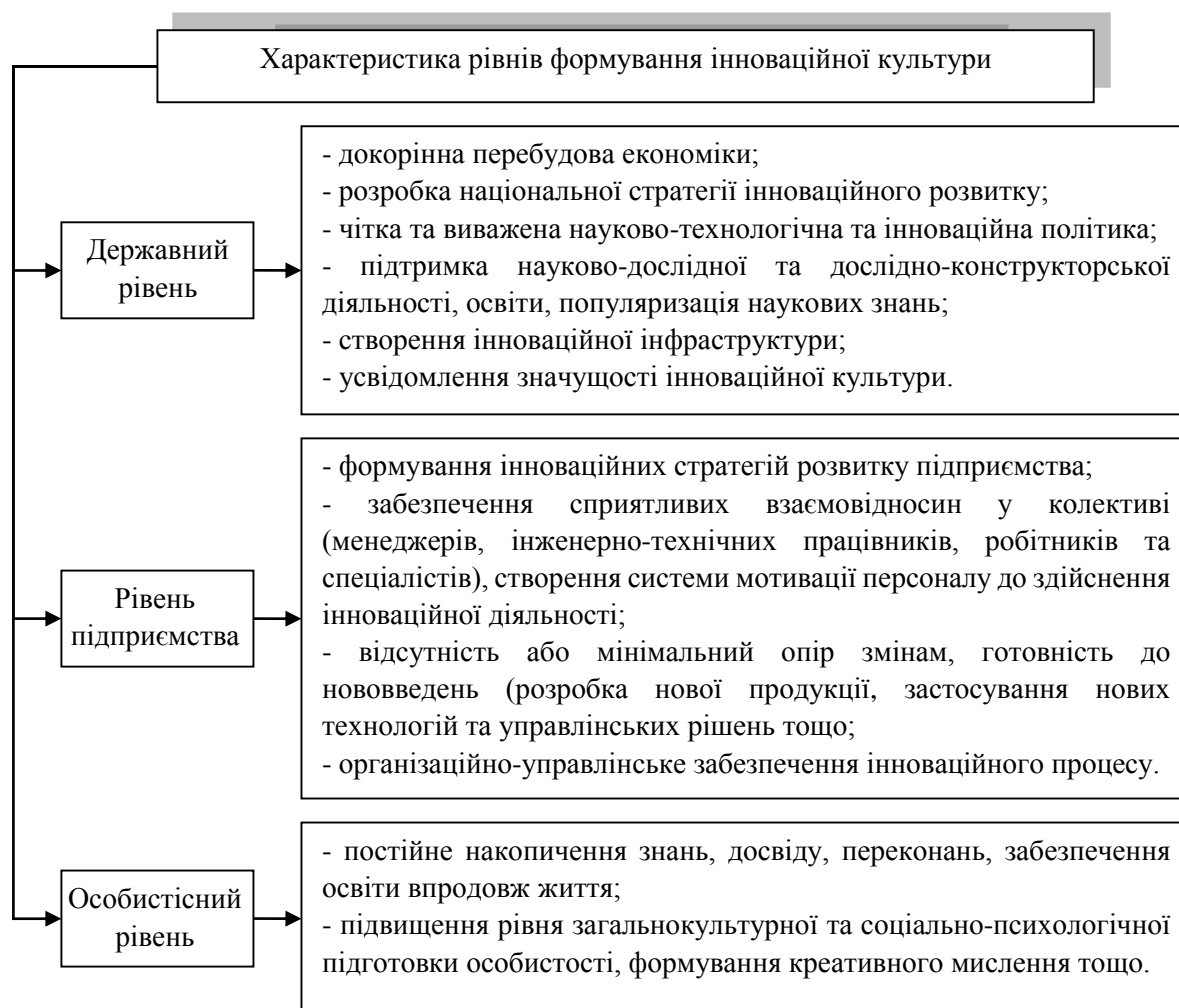 Характеристика рівнів формування інноваційної культури
Державний
рівень
- докорінна перебудова економіки;
- розробка національної стратегії інноваційного розвитку;
- чітка та виважена науково-технологічна та інноваційна політика;
- підтримка науково-дослідної та дослідно-конструкторської
діяльності, освіти, популяризація наукових знань;
- створення інноваційної інфраструктури;
- усвідомлення значущості інноваційної культури.
Рівень
підприємства
- формування інноваційних стратегій розвитку підприємства;
- забезпечення сприятливих взаємовідносин у колективі
(менеджерів, інженерно-технічних працівників, робітників та
спеціалістів), створення системи мотивації персоналу до здійснення
інноваційної діяльності;
- відсутність або мінімальний опір змінам, готовність до
нововведень (розробка нової продукції, застосування нових
технологій та управлінських рішень тощо;
- організаційно-управлінське забезпечення інноваційного процесу.
Особистісний
рівень
- постійне накопичення знань, досвіду, переконань, забезпечення
освіти впродовж життя;
- підвищення рівня загальнокультурної та соціально-психологічної
підготовки особистості, формування креативного мислення тощо.